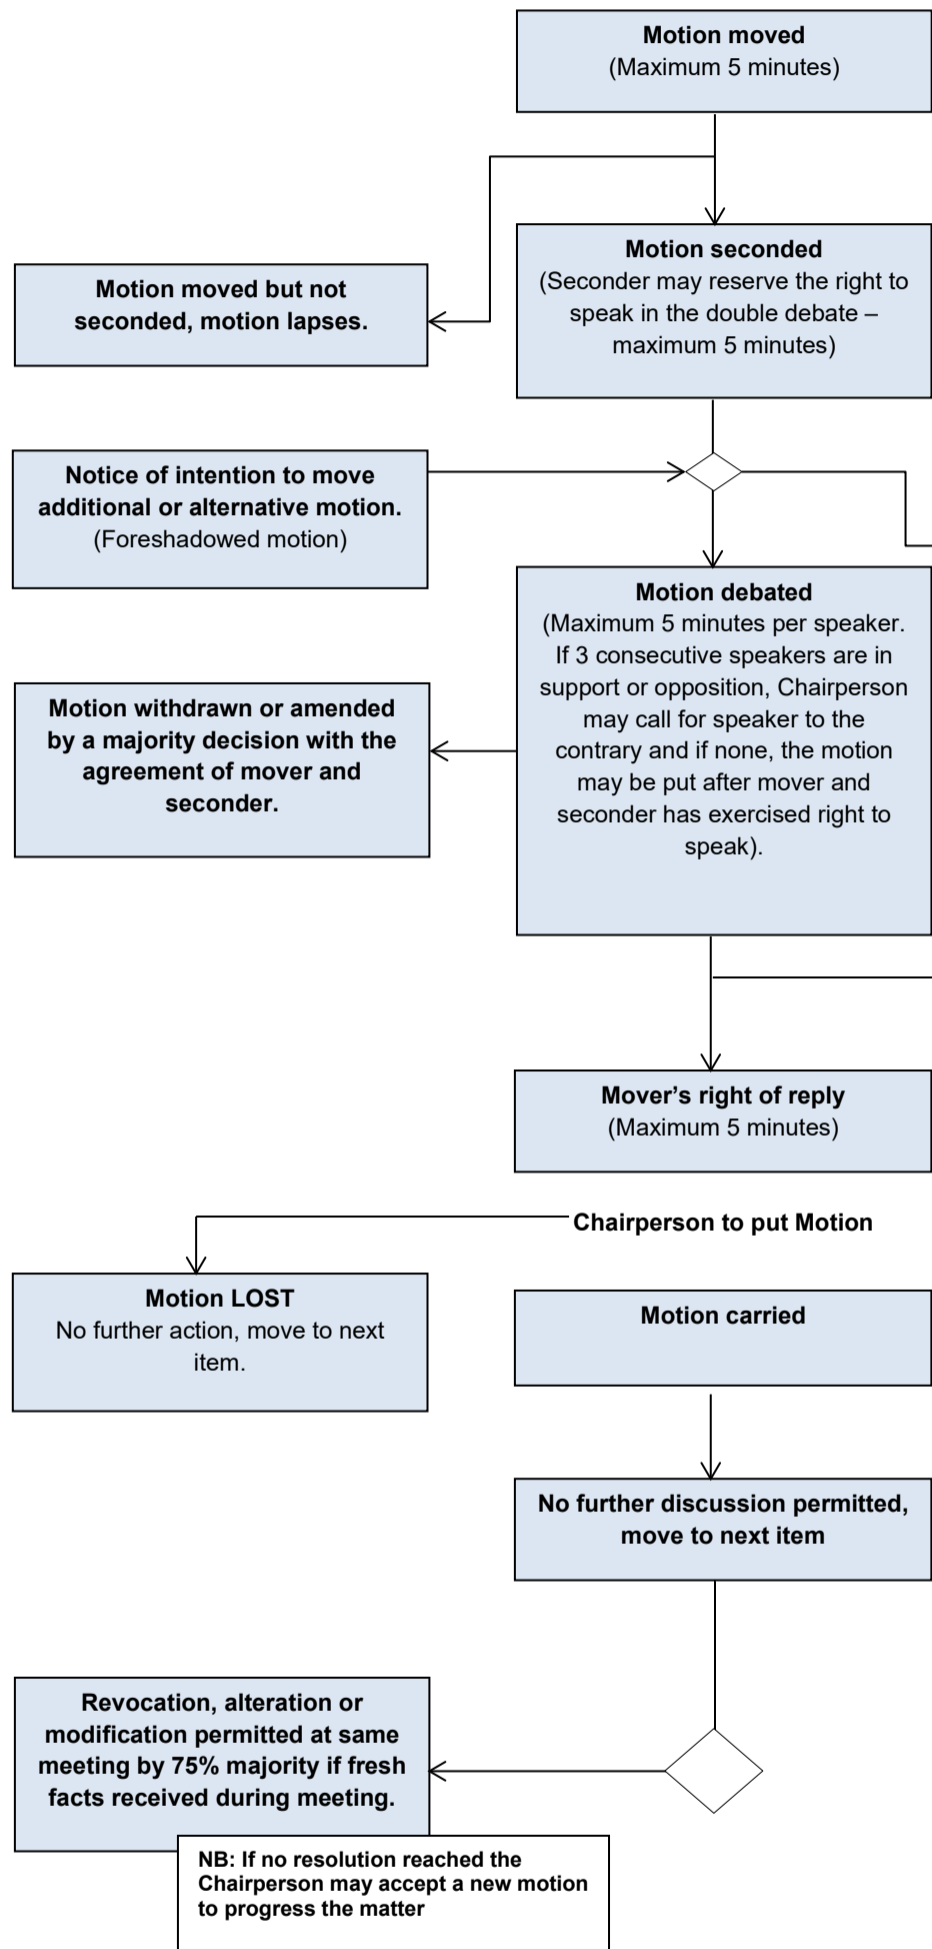 Motion moved
(Maximum 5 minutes)
Motion seconded
(Seconder may reserve the right to
speak in the double debate –
maximum 5 minutes)
Motion moved but not
seconded, motion lapses.
Notice of intention to move
additional or alternative motion.
(Foreshadowed motion)
Motion debated
(Maximum 5 minutes per speaker.
If 3 consecutive speakers are in
support or opposition, Chairperson
may call for speaker to the
contrary and if none, the motion
may be put after mover and
seconder has exercised right to
speak).
Motion withdrawn or amended
by a majority decision with the
agreement of mover and
seconder.
Mover’s right of reply
(Maximum 5 minutes)
Chairperson to put Motion
Motion LOST
No further action, move to next
item.
Motion carried
No further discussion permitted,
move to next item
Revocation, alteration or
modification permitted at same
meeting by 75% majority if fresh
facts received during meeting.
NB: If no resolution reached the
Chairperson may accept a new motion
to progress the matter